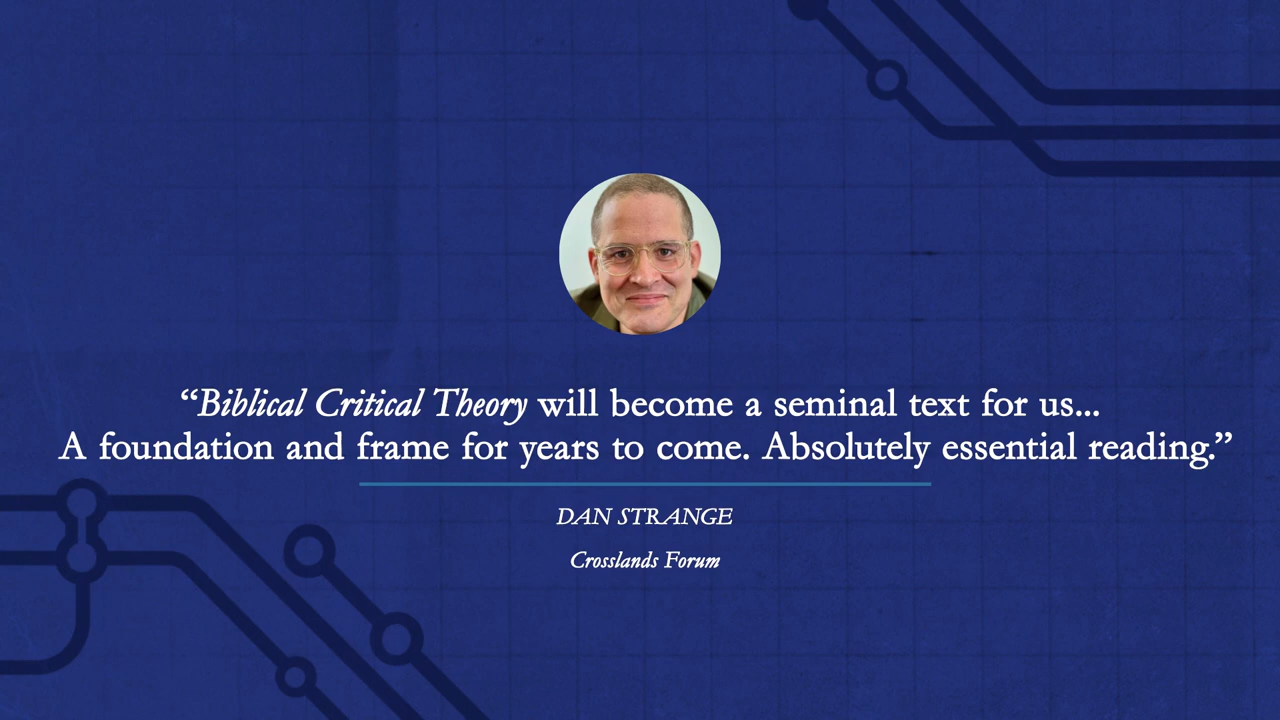 “Biblical Critical Theory will become a seminal text for us...
A foundation and frame for years to come. Absolutely essential reading.”
DAN STRANGE
Crosslands Forum